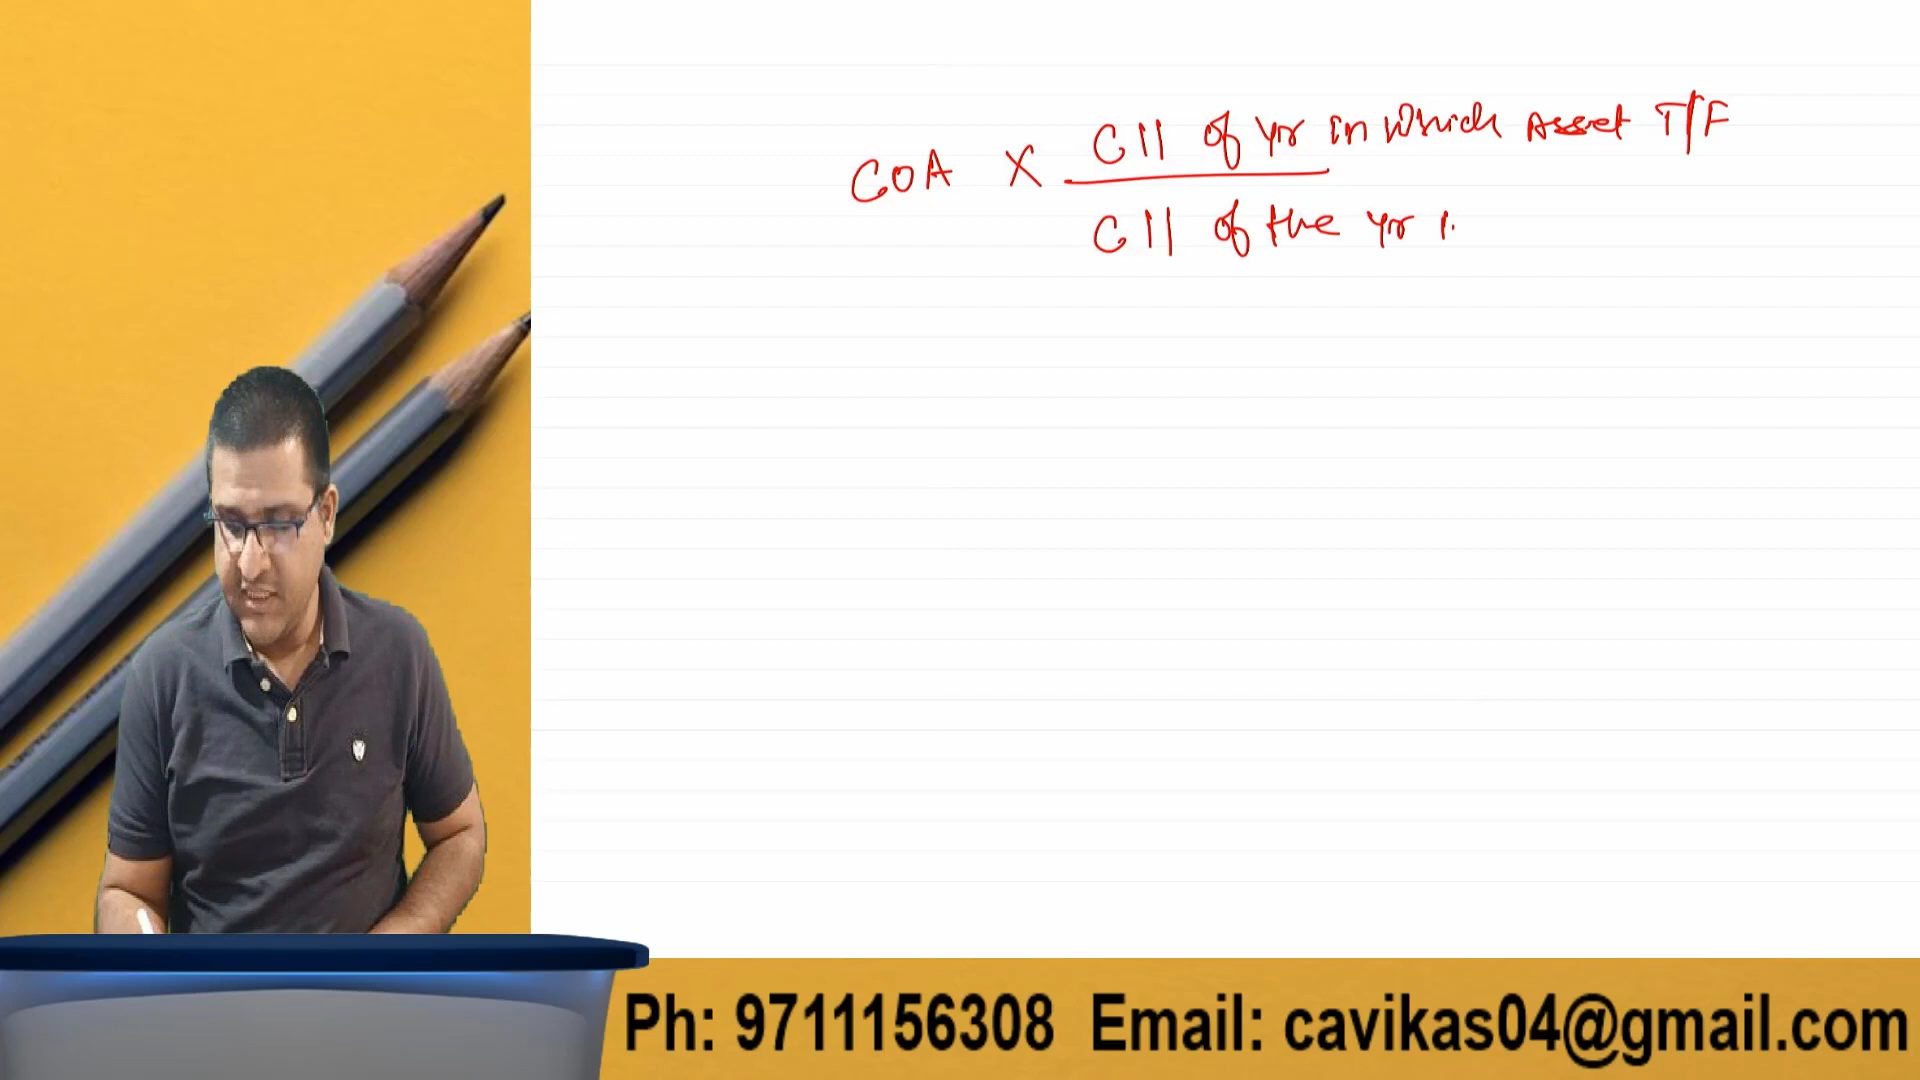 COA X CII of yr in which Asset T/F
CII of the yr
Ph: 9711156308 Email: cavikas04@gmail.com